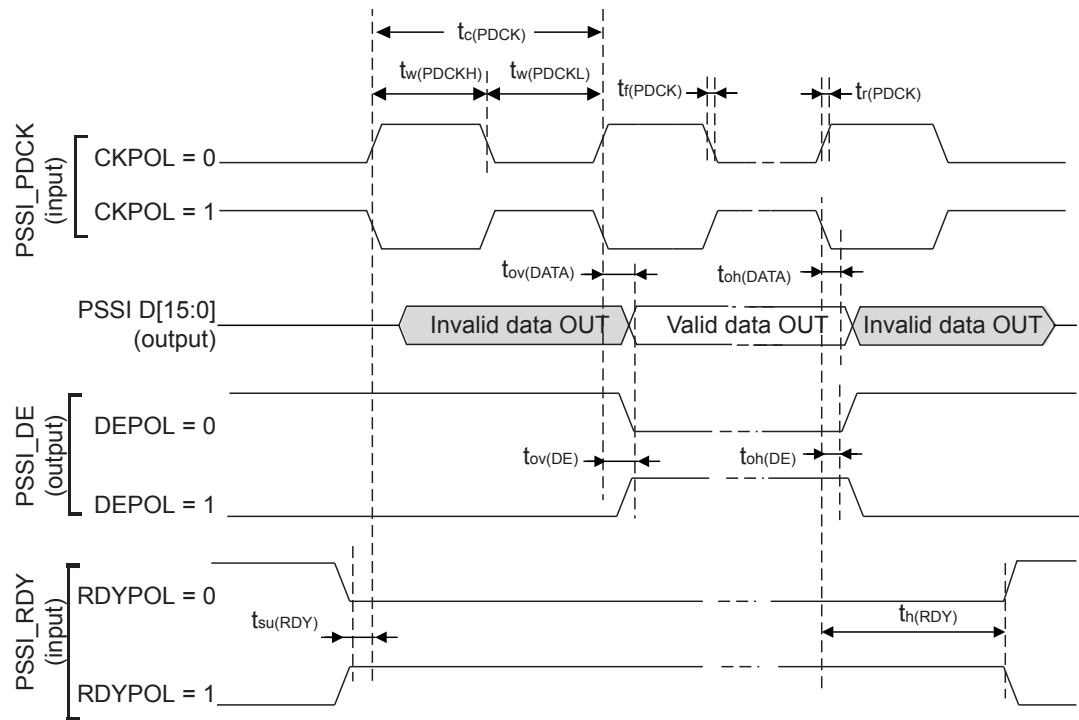 tc(PDCK)
tw(PDCKH)
tw(PDCKL)
tf(PDCK)
tr(PDCK)
PSSI_PDCK
(input)
CKPOL = 0
CKPOL = 1
tov(DATA)
toh(DATA)
PSSI D[15:0]
(output)
Invalid data OUT
Valid data OUT
Invalid data OUT
PSSI_DE
(output)
DEPOL = 0
tov(DE)
toh(DE)
DEPOL = 1
PSSI_RDY
(input)
RDYPOL = 0
tsu(RDY)
th(RDY)
RDYPOL = 1